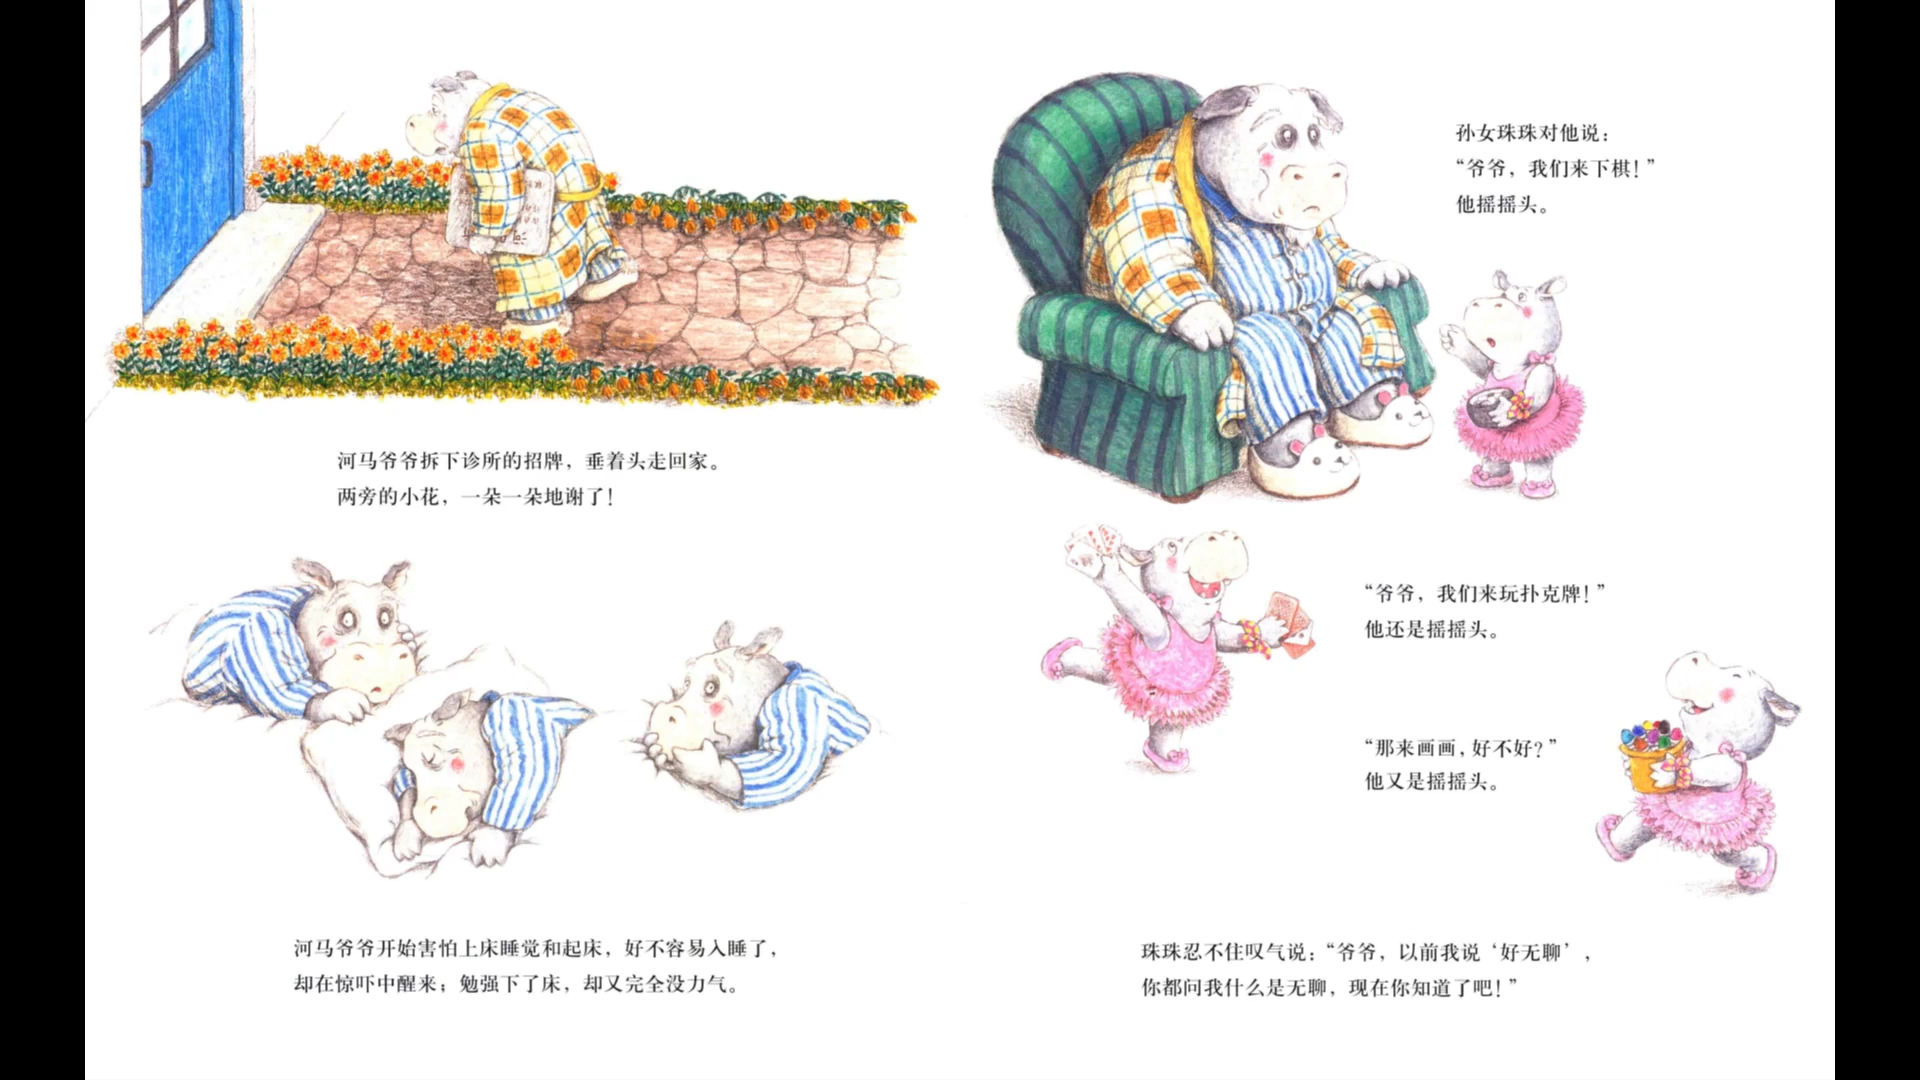 河马爷爷拆下诊所的招牌，垂着头走回家。
两旁的小花，一朵一朵地谢了！
河马爷爷开始害怕上床睡觉和起床，好不容易入睡了，
却在惊吓中醒来；勉强下了床，却又完全没力气。
孙女珠珠对他说：
“爷爷，我们来下棋！”
他摇摇头。
“爷爷，我们来玩扑克牌！”
他还是摇摇头。
“那来画画，好不好？”
他又是摇摇头。
珠珠忍不住叹气说：“爷爷，以前我说‘好无聊’，
你都问我什么是无聊，现在你知道了吧！”